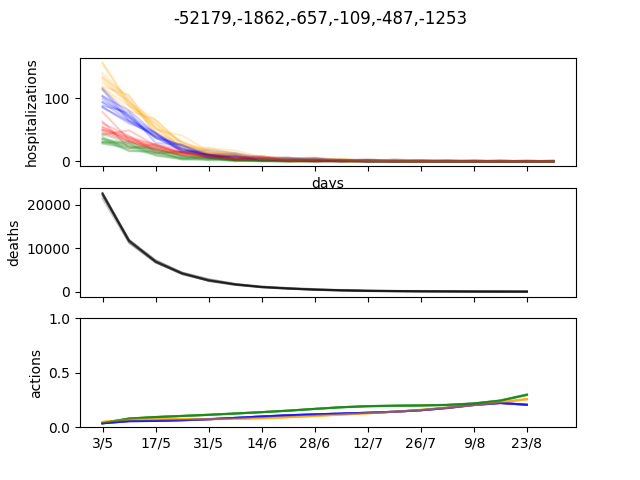 -52179,-1862,-657,-109,-487,-1253
hospitalizations
100
0
days
deaths
20000
10000
0
actions
1.0
0.5
0.0
3/5 17/5 31/5 14/6 28/6 12/7 26/7 9/8 23/8